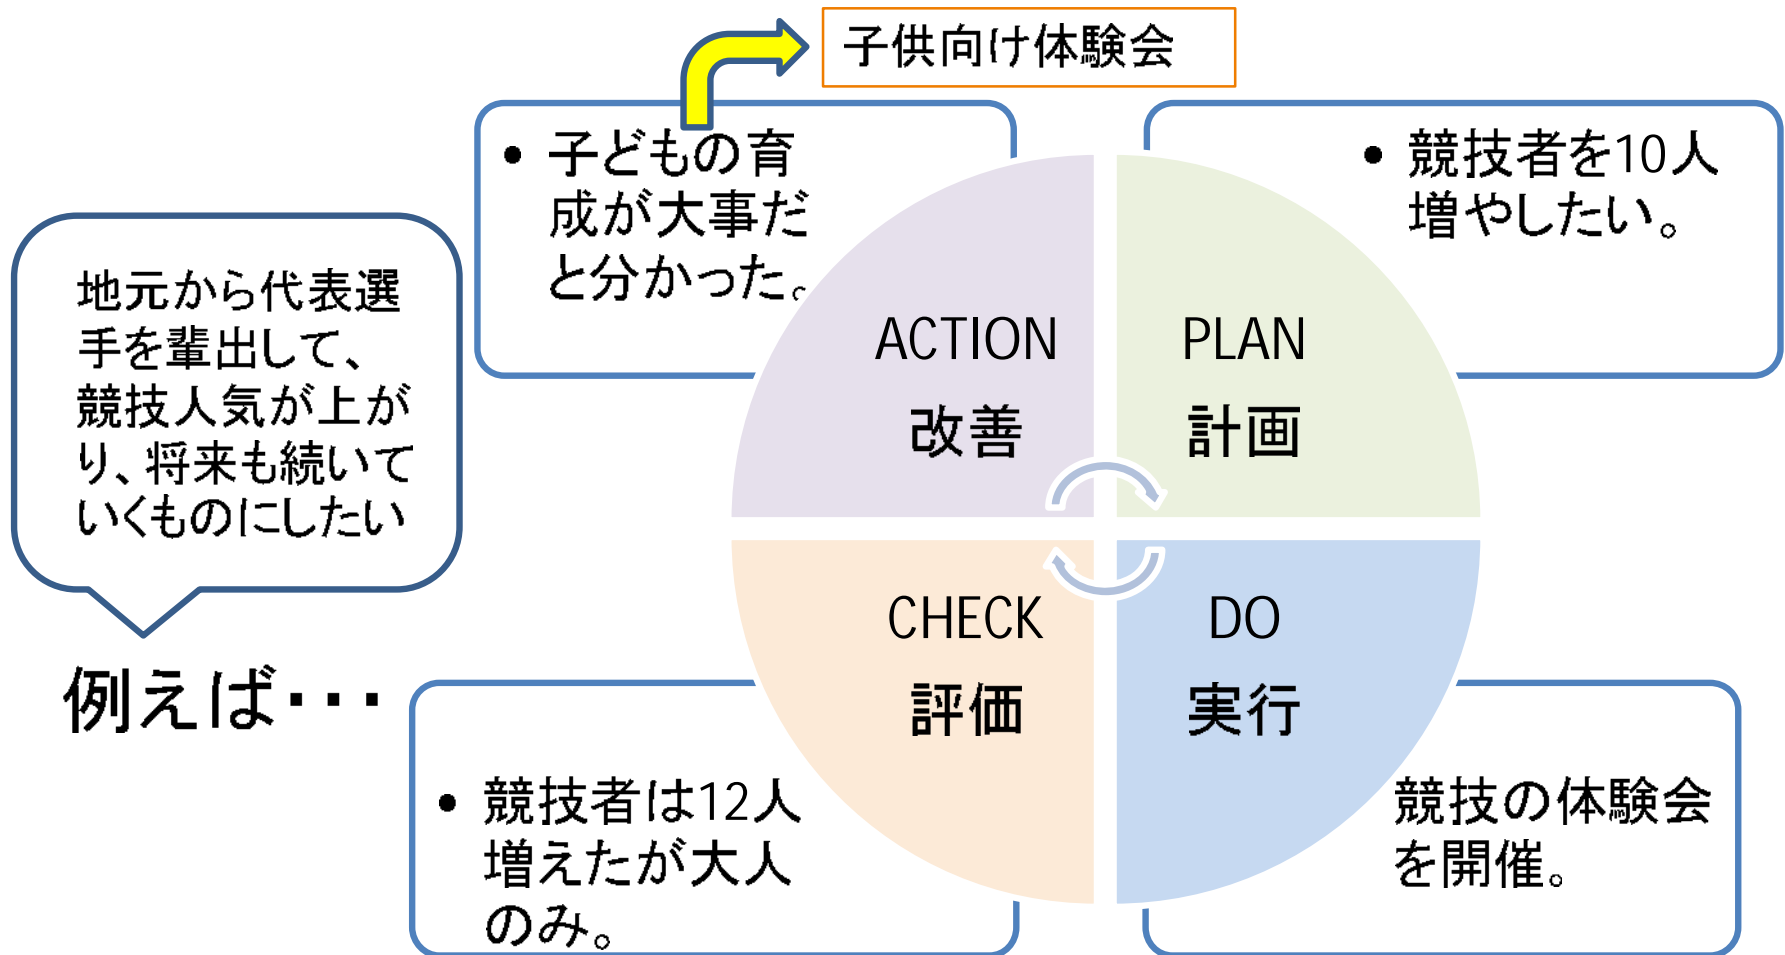 子供向け体験会
• 子どもの育
成が大事だ
と分かった。
• 競技者を10人
増やしたい。
地元から代表選
手を輩出して、
競技人気が上が
り、将来も続いて
いくものにしたい
ACTION
改善
PLAN
計画
CHECK
評価
DO
実行
例えば・・・
• 競技者は12人
増えたが大人
のみ。
競技の体験会
を開催。